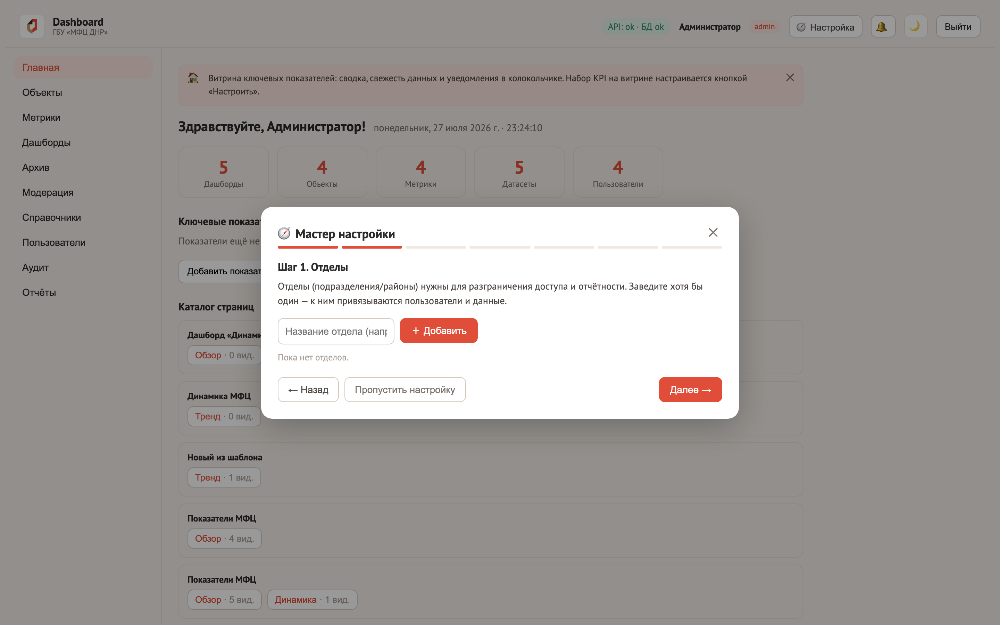 Dashboard
ГБУ «МФЦ ДНР»
API: ok · БД ok
Администратор
admin
Настройка
Выйти
Главная
Объекты
Метрики
Дашборды
Архив
Модерация
Справочники
Пользователи
Аудит
Отчёты
Витрина ключевых показателей: сводка, свежесть данных и уведомления в колокольчике. Набор KPI на витрине настраивается кнопкой
«Настроить».
Здравствуйте, Администратор!
понедельник, 27 июля 2026 г. · 23:24:10
5
Дашборды
4
Объекты
4
Метрики
5
Датасеты
4
Пользователи
Ключевые показат
Показатели ещё не
Добавить показат
Каталог страниц
Дашборд «Динами
Обзор · 0 вид.
Динамика МФЦ
Тренд · 0 вид.
Новый из шаблона
Тренд · 1 вид.
Показатели МФЦ
Обзор · 4 вид.
Показатели МФЦ
Обзор · 5 вид.
Динамика · 1 вид.
Мастер настройки
Шаг 1. Отделы
Отделы (подразделения/районы) нужны для разграничения доступа и отчётности. Заведите хотя бы
один — к ним привязываются пользователи и данные.
Название отдела (нап
+ Добавить
Пока нет отделов.
← Назад
Пропустить настройку
Далее →